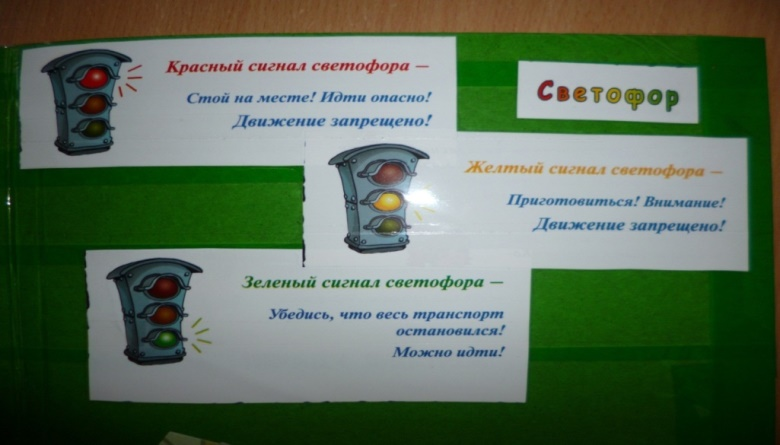 Красный сигнал светофора —
Стой на месте! Идти опасно!
Движение запрещено!
Светофор
Желтый сигнал светофора —
Приготовиться! Внимание!
Движение запрещено!
Зеленый сигнал светофора —
Убедись, что весь транспорт
остановился!
Можно идти!